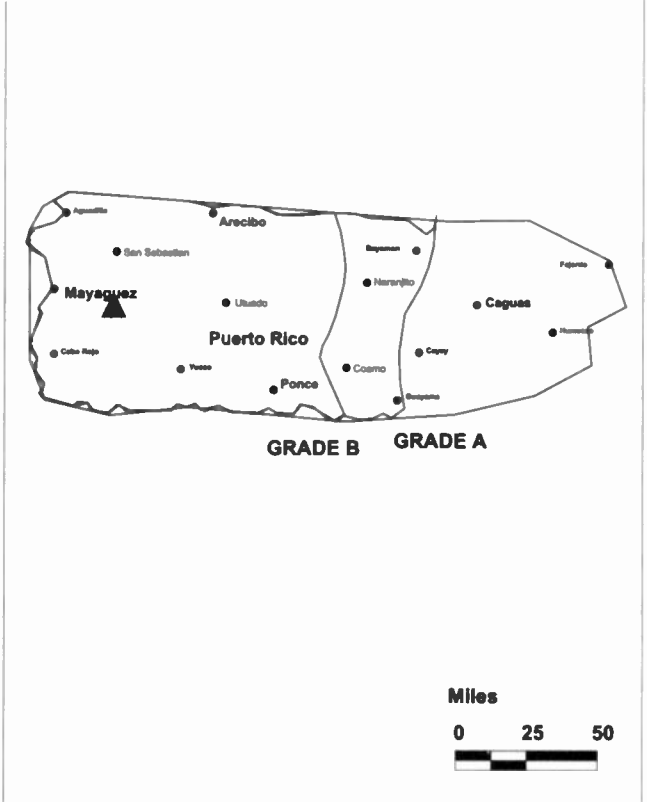 Aguadilla
Arecibo
San Sebastian
Bayamon
Fajardo
Mayaguez
Naranjito
Utuado
Caguas
Humacao
Puerto Rico
Cabo Rojo
Cayey
Yauco
Coamo
Ponce
Guayama
GRADE B
GRADE A
Miles
0 25 50